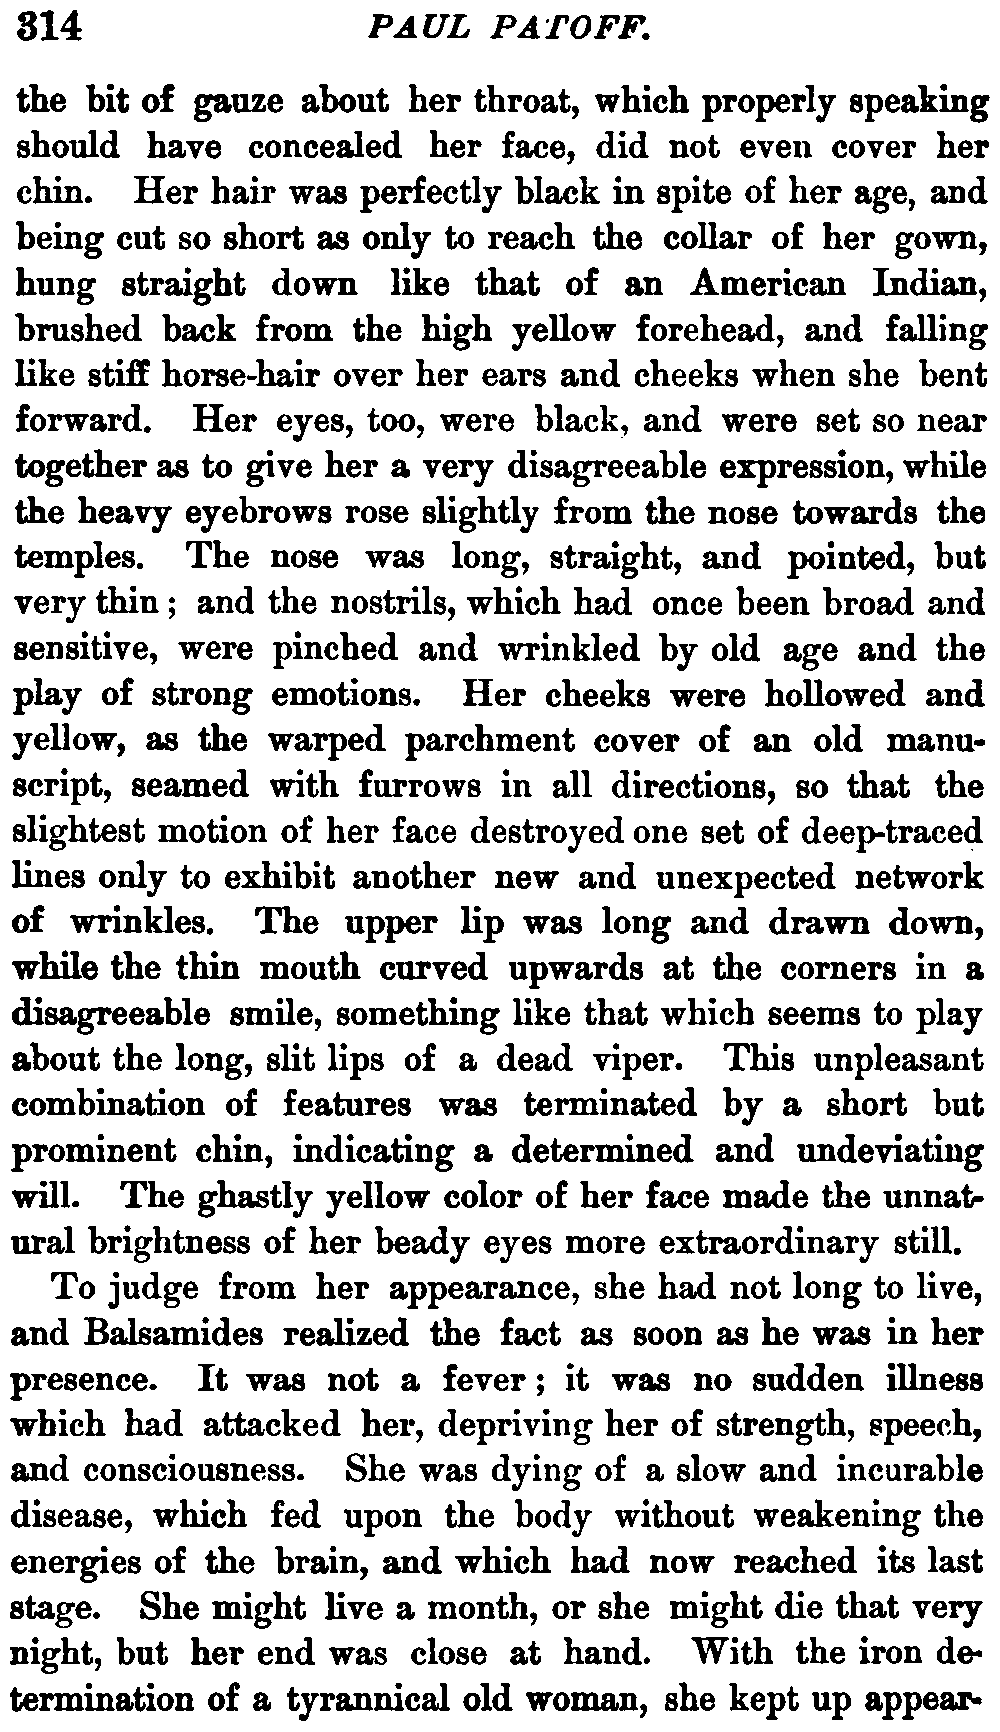 314 PAUL PATOFF.
the bit of gauze about her throat, which properly speaking
should have concealed her face, did not even cover her
chin. Her hair was perfectly black in spite of her age, and
being cut so short as only to reach the collar of her gown,
hung straight down like that of an American Indian,
brushed back from the high yellow forehead, and falling
like stiff horse-hair over her ears and cheeks when she bent
forward. Her eyes, too, were black, and were set so near
together as to give her a very disagreeable expression, while
the heavy eyebrows rose slightly from the nose towards the
temples. The nose was long, straight, and pointed, but
very thin; and the nostrils, which had once been broad and
sensitive, were pinched and wrinkled by old age and the
play of strong emotions. Her cheeks were hollowed and
yellow, as the warped parchment cover of an old manu-
script, seamed with furrows in all directions, so that the
slightest motion of her face destroyed one set of deep-traced
lines only to exhibit another new and unexpected network
of wrinkles. The upper lip was long and drawn down,
while the thin mouth curved upwards at the corners in a
disagreeable smile, something like that which seems to play
about the long, slit lips of a dead viper. This unpleasant
combination of features was terminated by a short but
prominent chin, indicating a determined and undeviating
will. The ghastly yellow color of her face made the unnat-
ural brightness of her beady eyes more extraordinary still.
To judge from her appearance, she had not long to live,
and Balsamides realized the fact as soon as he was in her
presence. It was not a fever; it was no sudden illness
which had attacked her, depriving her of strength, speech,
and consciousness. She was dying of a slow and incurable
disease, which fed upon the body without weakening the
energies of the brain, and which had now reached its last
stage. She might live a month, or she might die that very
night, but her end was close at hand. With the iron de-
termination of a tyrannical old woman, she kept up appear-